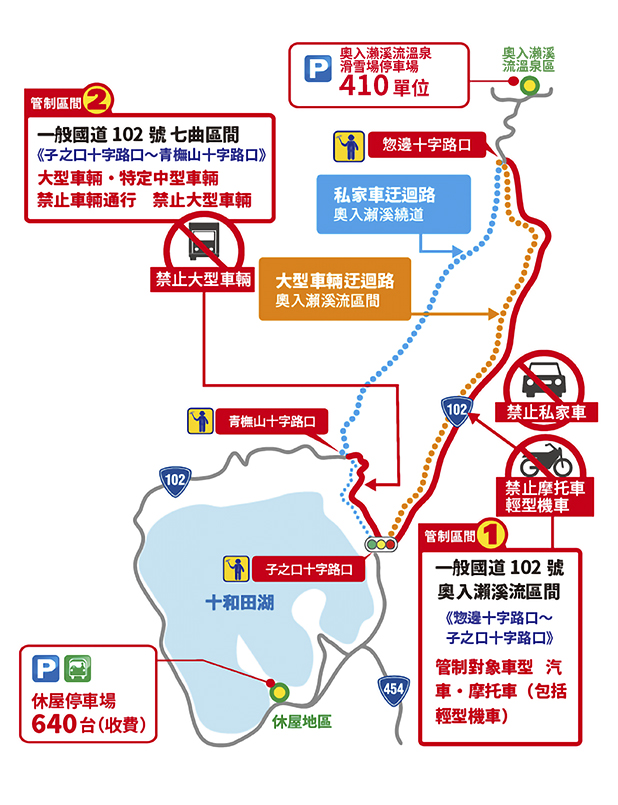 P
奧入瀨溪流溫泉
滑雪場停車場
410 單位
奧入瀨溪
流溫泉區
管制區間 2
一般國道 102 號 七曲區間
《子之口十字路口～青橅山十字路口》
大型車輛・特定中型車輛
禁止車輛通行 禁止大型車輛
惣邊十字路口
私家車迂迴路
奧入瀨溪繞道
禁止大型車輛
大型車輛迂迴路
奧入瀨溪流區間
禁止私家車
102
青橅山十字路口
102
禁止摩托車
輕型機車
管制區間 1
一般國道 102 號
奧入瀨溪流區間
《惣邊十字路口～
子之口十字路口》
管制對象車型 汽
車・摩托車（包括
輕型機車）
子之口十字路口
十和田湖
P
休屋停車場
640 台（收費）
休屋地區
454